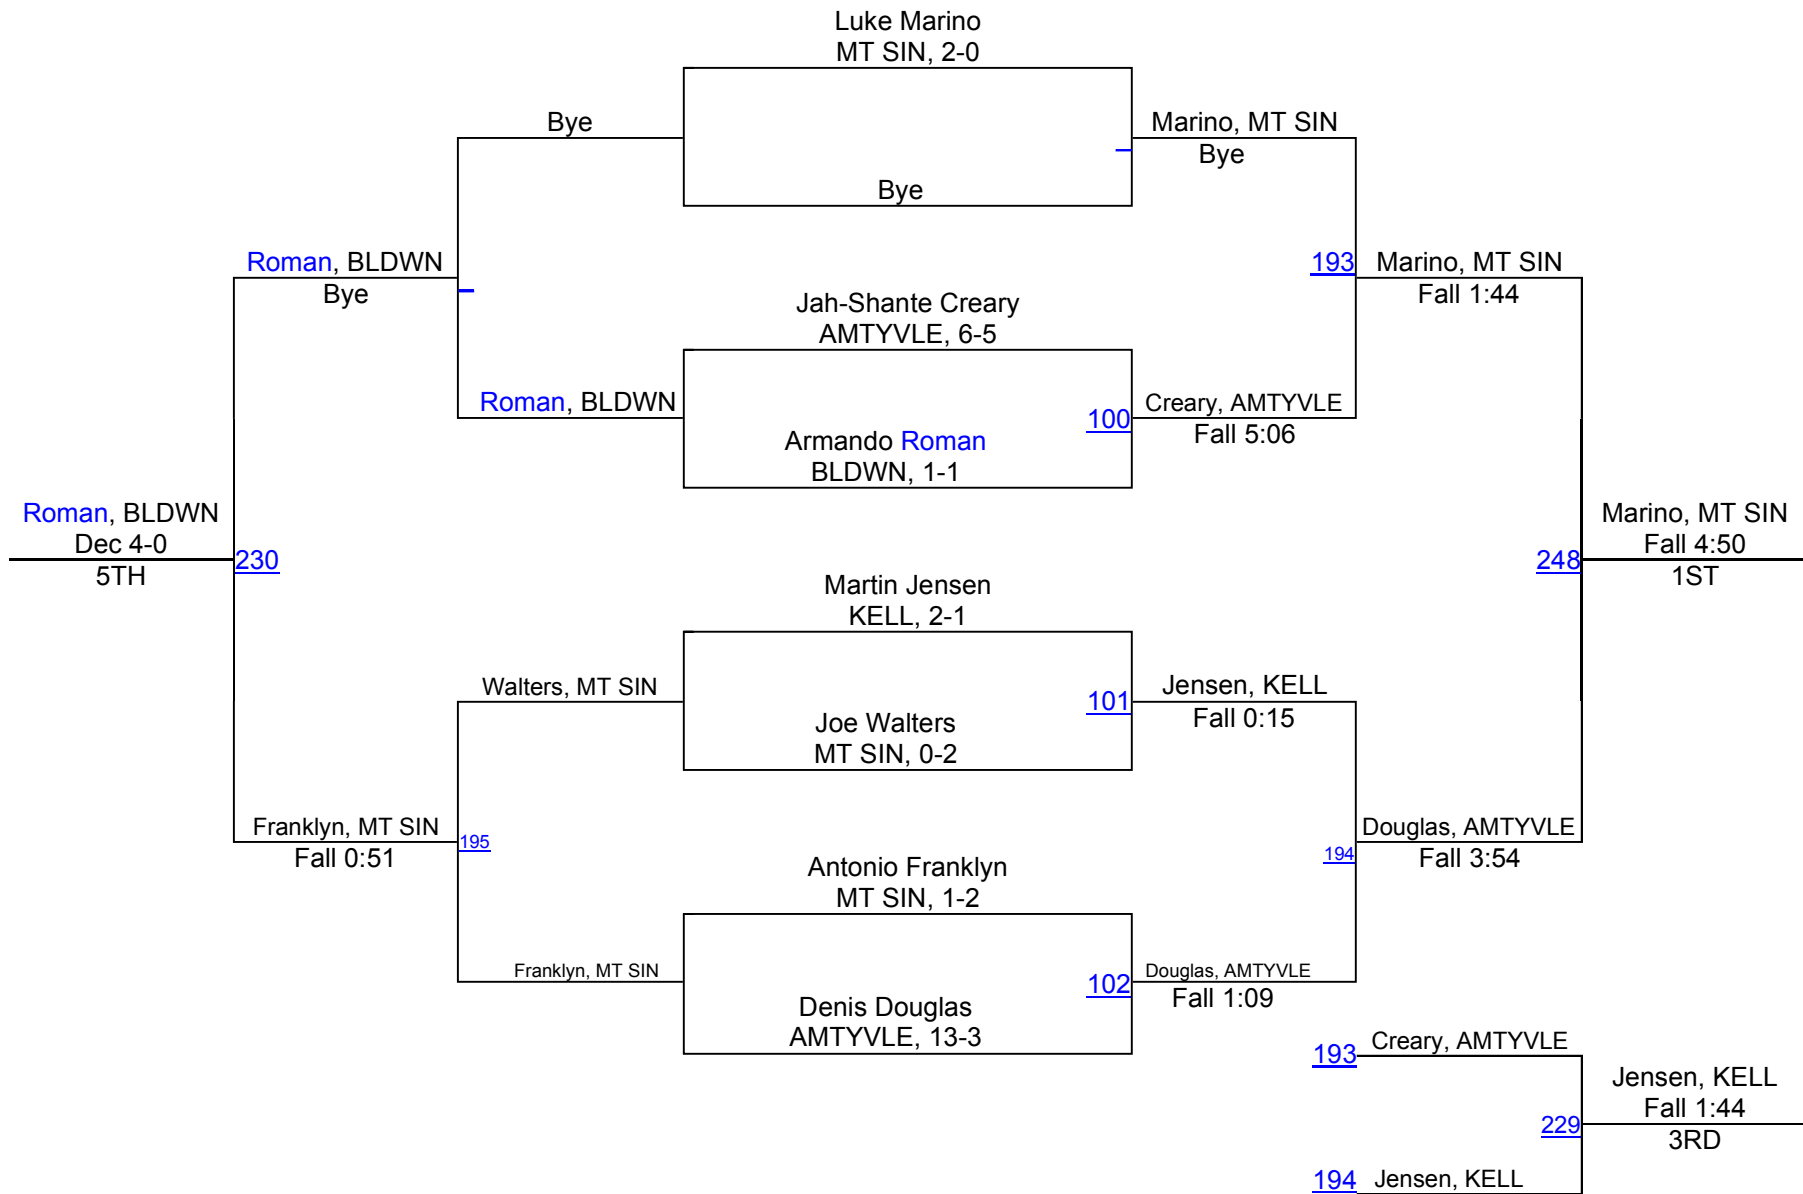 Luke Marino
MT SIN, 2-0
Bye
Marino, MT SIN
Bye
Bye
Roman, BLDWN
Bye
193
Marino, MT SIN
Fall 1:44
Jah-Shante Creary
AMTYVLE, 6-5
Roman, BLDWN
100
Creary, AMTYVLE
Fall 5:06
Armando Roman
BLDWN, 1-1
Roman, BLDWN
Dec 4-0
5TH
230
248
Marino, MT SIN
Fall 4:50
1ST
Martin Jensen
KELL, 2-1
Walters, MT SIN
101
Jensen, KELL
Fall 0:15
Joe Walters
MT SIN, 0-2
Franklyn, MT SIN
Fall 0:51
195
194
Douglas, AMTYVLE
Fall 3:54
Antonio Franklyn
MT SIN, 1-2
Franklyn, MT SIN
102
Douglas, AMTYVLE
Fall 1:09
Denis Douglas
AMTYVLE, 13-3
193
Creary, AMTYVLE
229
Jensen, KELL
Fall 1:44
3RD
194
Jensen, KELL